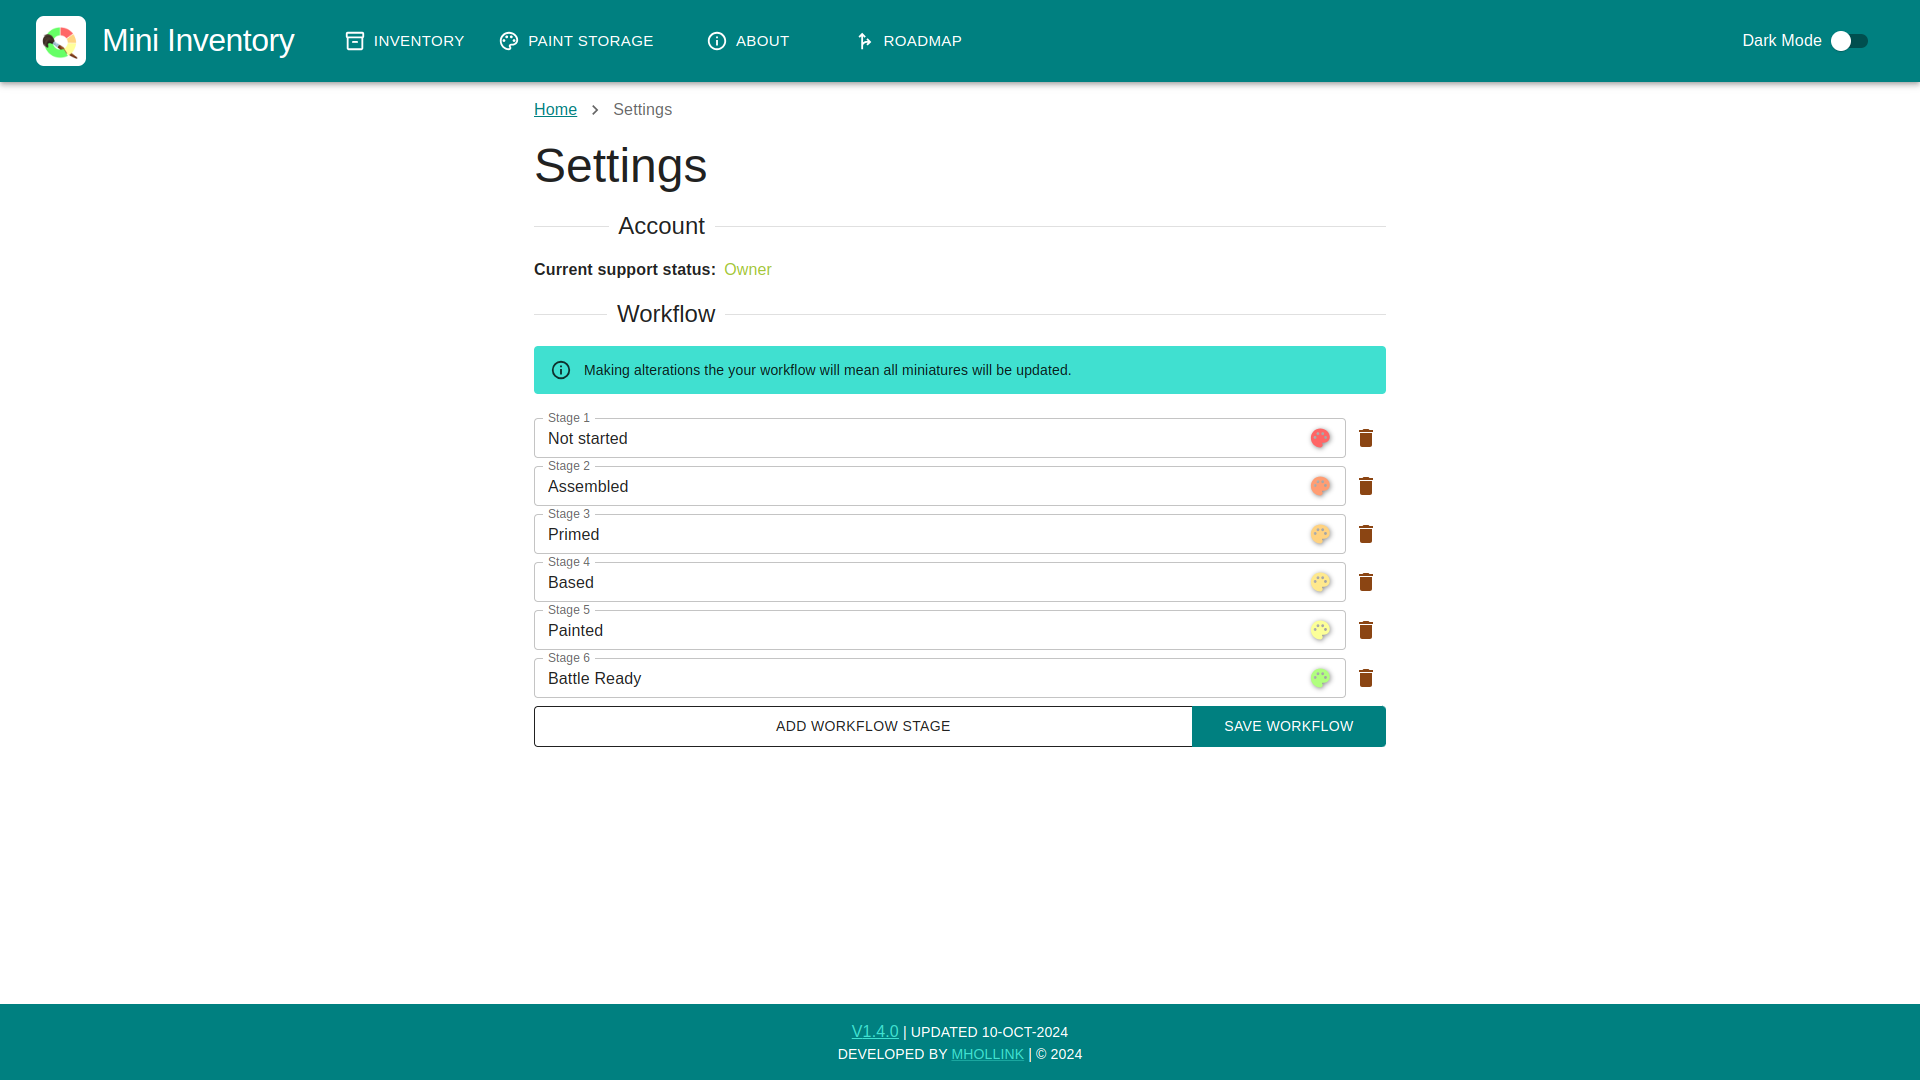 Mini Inventory
INVENTORY
PAINT STORAGE
ABOUT
ROADMAP
Dark Mode
Home
Settings
Settings
Account
Current support status: Owner
Workflow
Making alterations the your workflow will mean all miniatures will be updated.
Stage 1
Not started
Stage 2
Assembled
Stage 3
Primed
Stage 4
Based
Stage 5
Painted
Stage 6
Battle Ready
ADD WORKFLOW STAGE
SAVE WORKFLOW
V1.4.0 | UPDATED 10-OCT-2024
DEVELOPED BY MHOLLINK | © 2024